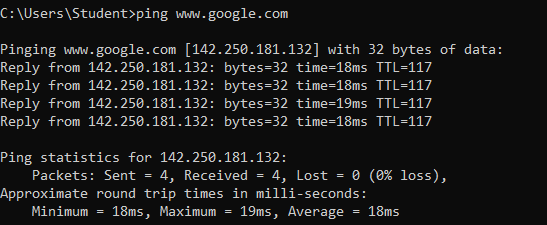 C:\Users\Student>ping www.google.com
Pinging www.google.com [142.250.181.132] with 32 bytes of data:
Reply from 142.250.181.132: bytes=32 time=18ms TTL=117
Reply from 142.250.181.132: bytes=32 time=18ms TTL=117
Reply from 142.250.181.132: bytes=32 time=19ms TTL=117
Reply from 142.250.181.132: bytes=32 time=18ms TTL=117
Ping statistics for 142.250.181.132:
    Packets: Sent = 4, Received = 4, Lost = 0 (0% loss),
Approximate round trip times in milli-seconds:
    Minimum = 18ms, Maximum = 19ms, Average = 18ms